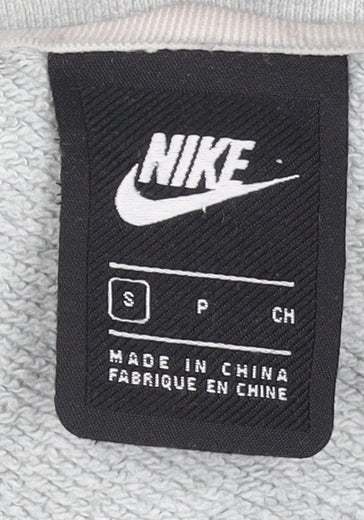 NIKE
S P CH
MADE IN CHINA
FABRIQUE EN CHINE